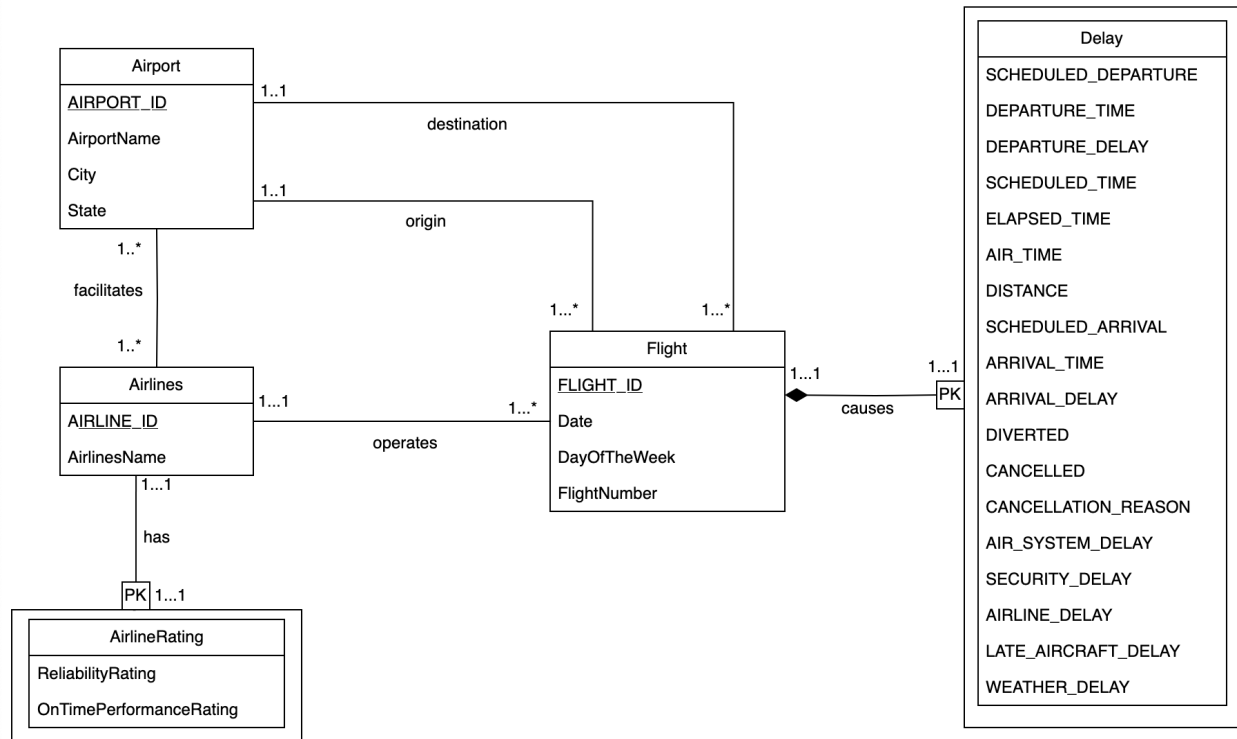 Airport
AIRPORT_ID
AirportName
City
State
1..1
destination
1..1
origin
1..*
facilitates
1..*
1...*
1...*
Airlines
AIRLINE_ID
AirlinesName
1...1
operates
1...*
Flight
FLIGHT_ID
Date
DayOfTheWeek
FlightNumber
1...1
causes
1...1
PK
1...1
has
PK
1...1
AirlineRating
ReliabilityRating
OnTimePerformanceRating
Delay
SCHEDULED_DEPARTURE
DEPARTURE_TIME
DEPARTURE_DELAY
SCHEDULED_TIME
ELAPSED_TIME
AIR_TIME
DISTANCE
SCHEDULED_ARRIVAL
ARRIVAL_TIME
ARRIVAL_DELAY
DIVERTED
CANCELLED
CANCELLATION_REASON
AIR_SYSTEM_DELAY
SECURITY_DELAY
AIRLINE_DELAY
LATE_AIRCRAFT_DELAY
WEATHER_DELAY